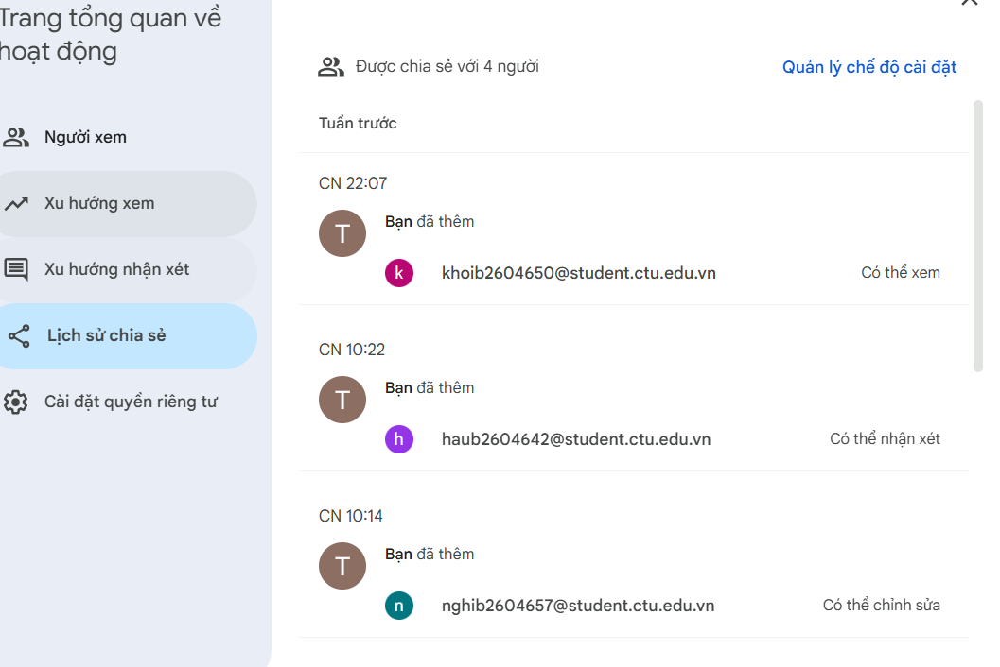 Trang tổng quan về
hoạt động
Người xem
Xu hướng xem
Xu hướng nhận xét
Lịch sử chia sẻ
Cài đặt quyền riêng tư
Được chia sẻ với 4 người
Quản lý chế độ cài đặt
Tuần trước
CN 22:07
T
Bạn đã thêm
k
khoib2604650@student.ctu.edu.vn
Có thể xem
CN 10:22
T
Bạn đã thêm
h
haub2604642@student.ctu.edu.vn
Có thể nhận xét
CN 10:14
T
Bạn đã thêm
n
nghib2604657@student.ctu.edu.vn
Có thể chỉnh sửa